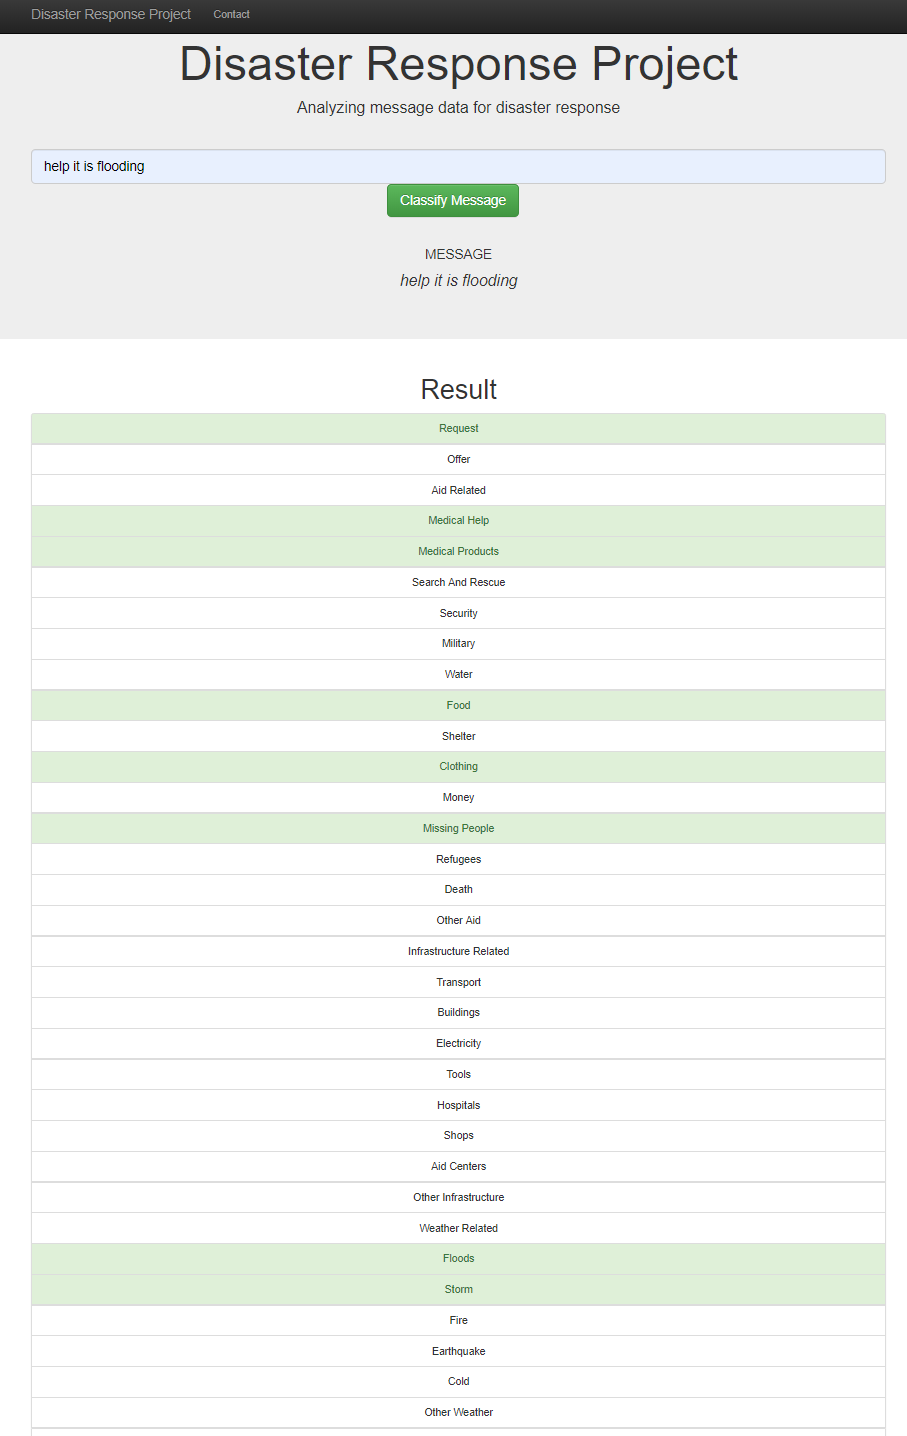 Disaster Response Project Contact
Disaster Response Project
Analyzing message data for disaster response
help it is flooding
Classify Message
MESSAGE
help it is flooding
Result
Request
Offer
Aid Related
Medical Help
Medical Products
Search And Rescue
Security
Military
Water
Food
Shelter
Clothing
Money
Missing People
Refugees
Death
Other Aid
Infrastructure Related
Transport
Buildings
Electricity
Tools
Hospitals
Shops
Aid Centers
Other Infrastructure
Weather Related
Floods
Storm
Fire
Earthquake
Cold
Other Weather